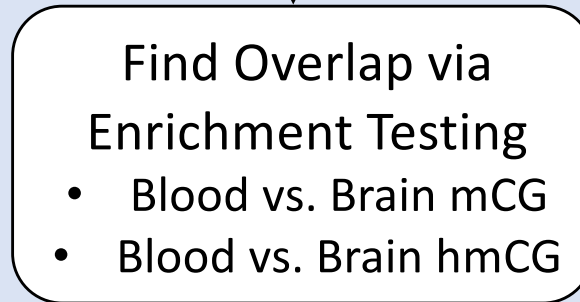 Find Overlap via
Enrichment Testing
• Blood vs. Brain mCG
• Blood vs. Brain hmCG